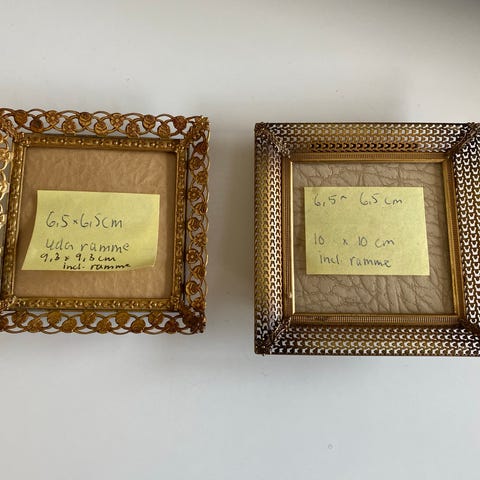 6,5 x 6,5 cm
uda ramme
9,3 x 9,3 cm
incl. ramme
6,5 x 6,5 cm
10 x 10 cm
incl. ramme